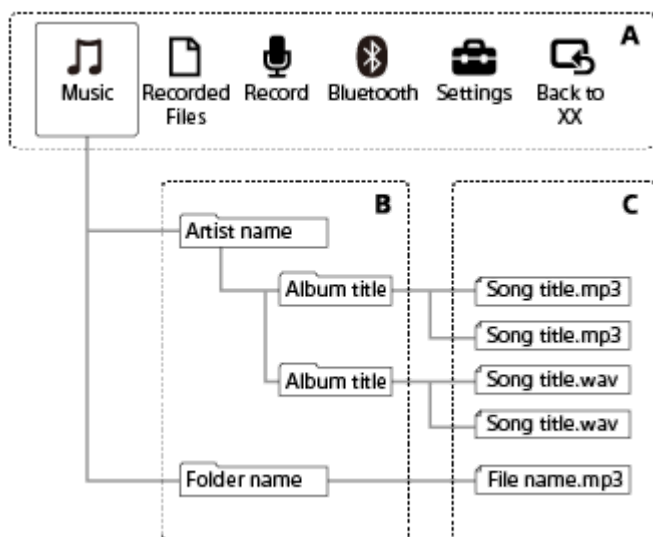 A
Music
Recorded Files
Record
Bluetooth
Settings
Back to XX
B
C
Artist name
Album title
Song title.mp3
Song title.mp3
Album title
Song title.wav
Song title.wav
Folder name
File name.mp3